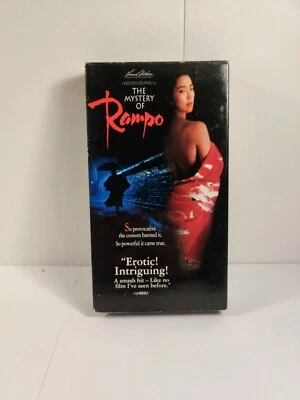 THE
MYSTERY
OF
Rampo
So provocative
the censors banned it.
So powerful it came true.
"Erotic!
Intriguing!
A smash hit – Like no
film I've seen before."